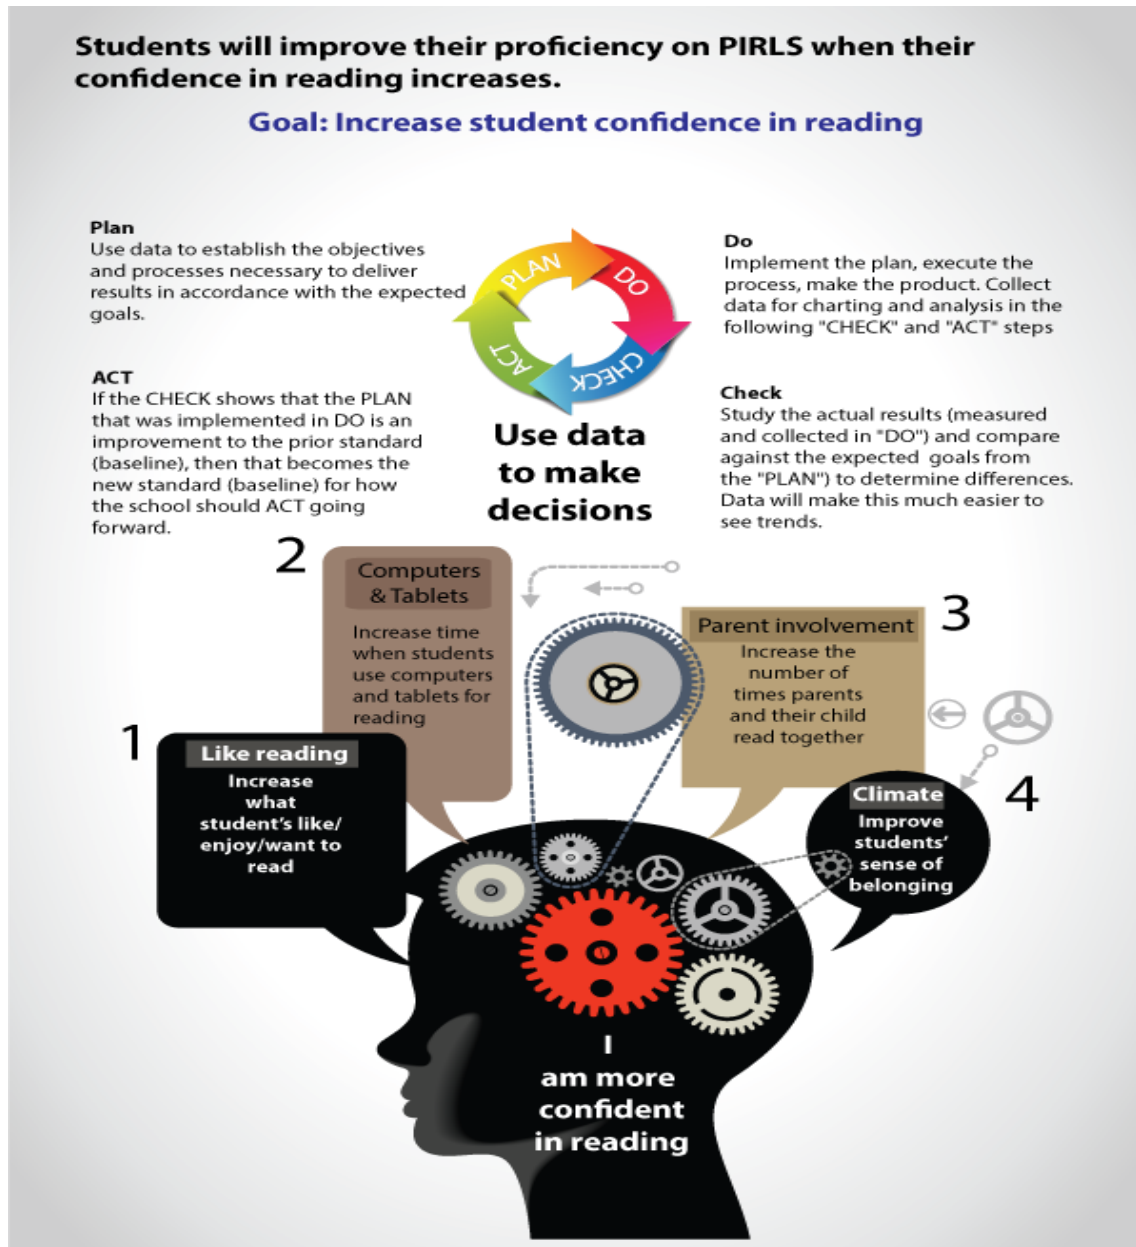 Students will improve their proficiency on PIRLS when their
confidence in reading increases.
Goal: Increase student confidence in reading
Plan
Use data to establish the objectives
and processes necessary to deliver
results in accordance with the expected
goals.
PLAN
DO
CHECK
ACT
Do
Implement the plan, execute the
process, make the product. Collect
data for charting and analysis in the
following "CHECK" and "ACT" steps
ACT
If the CHECK shows that the PLAN
that was implemented in DO is an
improvement to the prior standard
(baseline), then that becomes the
new standard (baseline) for how
the school should ACT going
forward.
Use data
to make
decisions
Check
Study the actual results (measured
and collected in "DO") and compare
against the expected goals from
the "PLAN") to determine differences.
Data will make this much easier to
see trends.
1
Like reading
Increase
what
student's like/
enjoy/want to
read
2
Computers
& Tablets
Increase time
when students
use computers
and tablets for
reading
3
Parent involvement
Increase the
number of
times parents
and their child
read together
4
Climate
Improve
students'
sense of
belonging
I
am more
confident
in reading